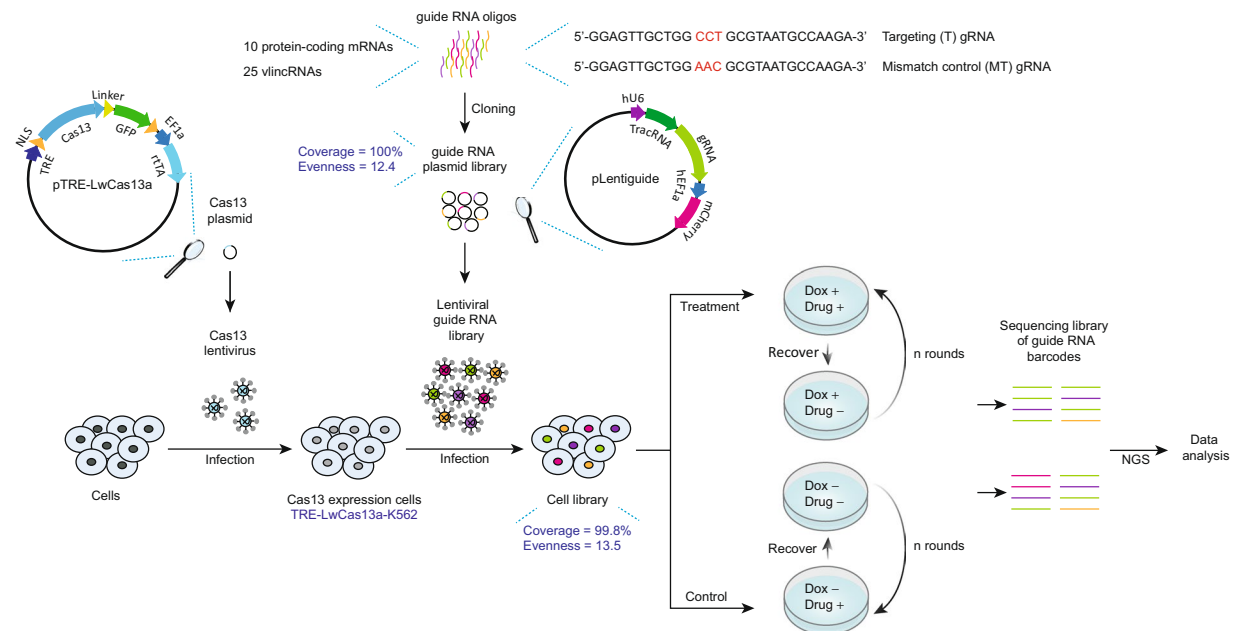 guide RNA oligos
10 protein-coding mRNAs
25 vlincRNAs
5'-GGAGTTGCTGG CCT GCGTAATGCCAAGA-3' Targeting (T) gRNA
5'-GGAGTTGCTGG AAC GCGTAATGCCAAGA-3' Mismatch control (MT) gRNA
Cloning
Linker
NLS
Cas13
GFP
EF1a
TRE
rtTA
pTRE-LwCas13a
Coverage = 100%
Evenness = 12.4
guide RNA
plasmid library
hU6
TracRNA
gRNA
hEF1a
mCherry
pLentiguide
Cas13
plasmid
Cas13
lentivirus
Lentiviral
guide RNA
library
Cells
Infection
Cas13 expression cells
TRE-LwCas13a-K562
Infection
Cell library
Coverage = 99.8%
Evenness = 13.5
Treatment
Dox +
Drug +
Recover
n rounds
Dox +
Drug −
Dox −
Drug −
Recover
n rounds
Control
Dox −
Drug +
Sequencing library
of guide RNA
barcodes
NGS
Data
analysis